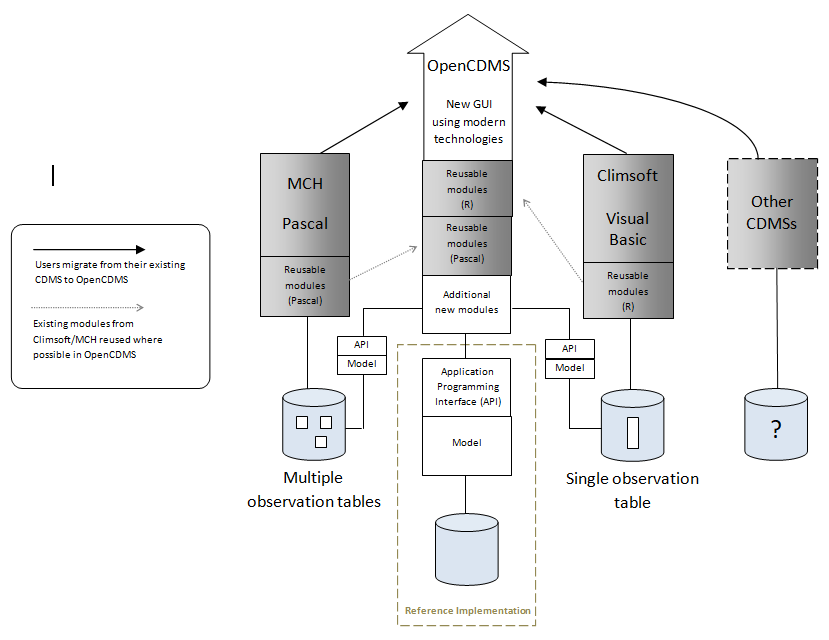 OpenCDMS
New GUI
using modern
technologies
Reusable
modules
(R)
Reusable
modules
(Pascal)
Additional
new modules
MCH
Pascal
Reusable
modules
(Pascal)
Climsoft
Visual
Basic
Reusable
modules
(R)
Other
CDMSs
Users migrate from their existing
CDMS to OpenCDMS
Existing modules from
Climsoft/MCH reused where
possible in OpenCDMS
API
Model
API
Model
Application
Programming
Interface (API)
Model
?
Multiple
observation tables
Single observation
table
Reference Implementation